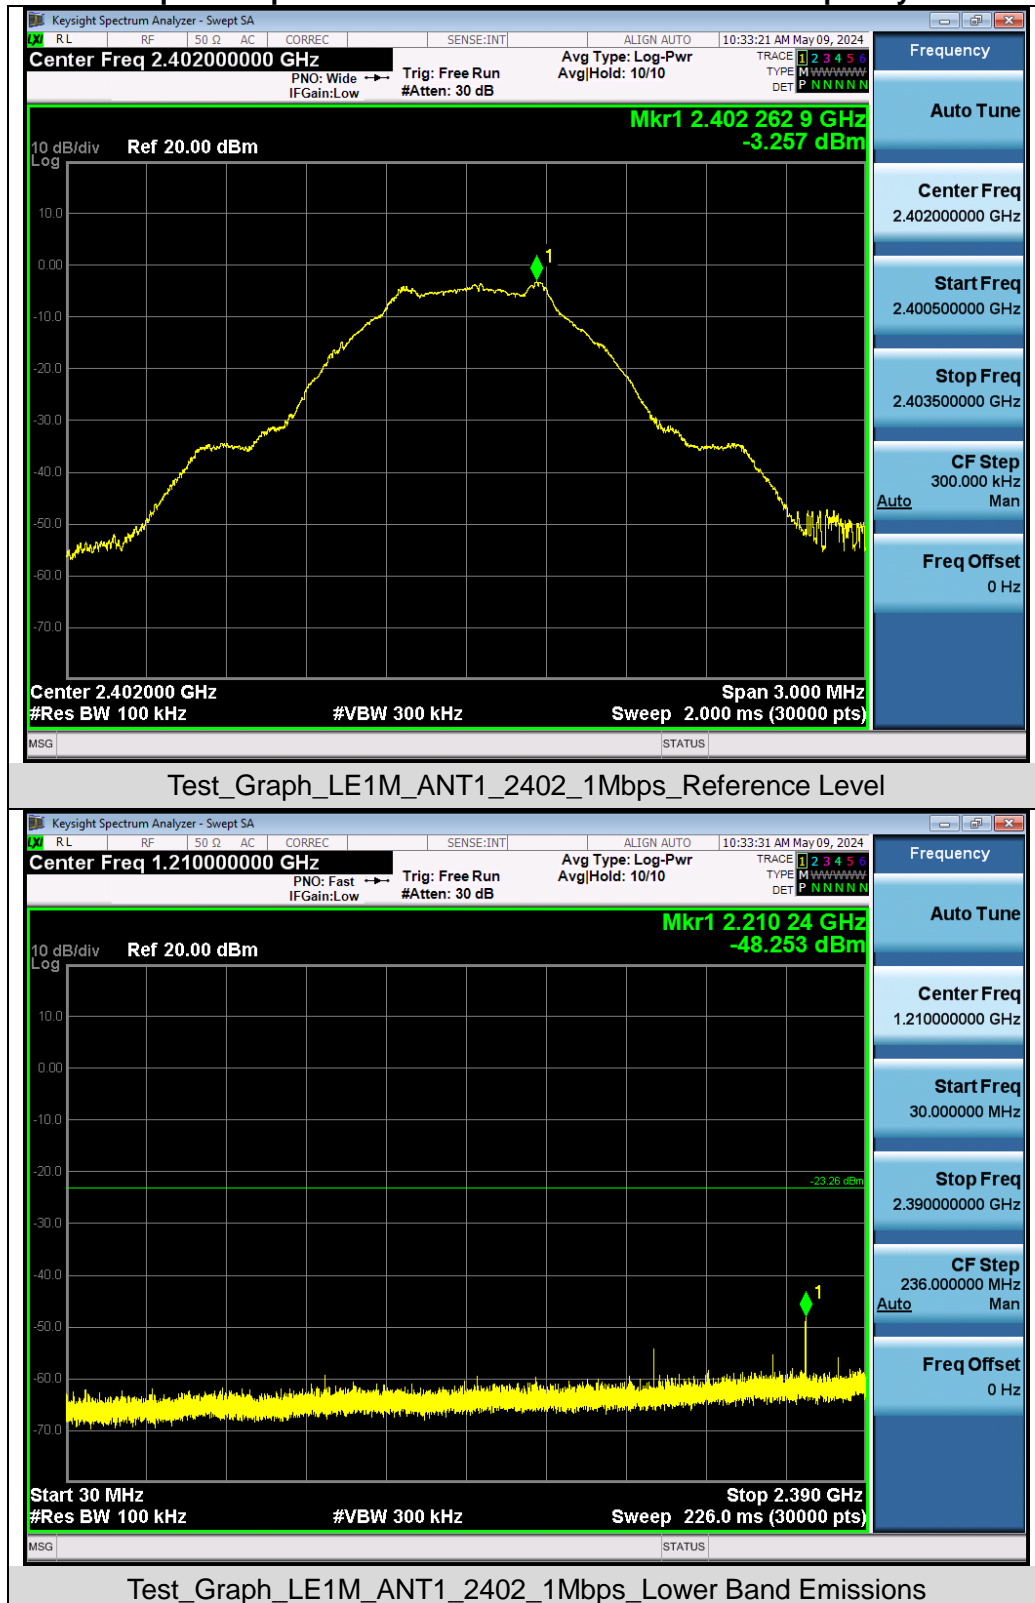 Keysight Spectrum Analyzer - Swept SA
LXI RL RF 50 Ω AC CORREC SENSE:INT ALIGN AUTO 10:33:21 AM May 09, 2024
Center Freq 2.402000000 GHz
PNO: Wide
IFGain:Low
Trig: Free Run
#Atten: 30 dB
Avg Type: Log-Pwr
Avg|Hold: 10/10
TRACE 1 2 3 4 5 6
TYPE M WWWWW
DET P N N N N N
Mkr1 2.402 262 9 GHz
-3.257 dBm
10 dB/div Ref 20.00 dBm
Log
10.0
0.00
1
-10.0
-20.0
-30.0
-40.0
-50.0
-60.0
-70.0
Center 2.402000 GHz Span 3.000 MHz
#Res BW 100 kHz #VBW 300 kHz Sweep 2.000 ms (30000 pts)
MSG STATUS
Frequency
Auto Tune
Center Freq
2.402000000 GHz
Start Freq
2.400500000 GHz
Stop Freq
2.403500000 GHz
CF Step
300.000 kHz
Auto Man
Freq Offset
0 Hz
Test_Graph_LE1M_ANT1_2402_1Mbps_Reference Level
Keysight Spectrum Analyzer - Swept SA
LXI RL RF 50 Ω AC CORREC SENSE:INT ALIGN AUTO 10:33:31 AM May 09, 2024
Center Freq 1.210000000 GHz
PNO: Fast
IFGain:Low
Trig: Free Run
#Atten: 30 dB
Avg Type: Log-Pwr
Avg|Hold: 10/10
TRACE 1 2 3 4 5 6
TYPE M WWWWW
DET P N N N N N
Mkr1 2.210 24 GHz
-48.253 dBm
10 dB/div Ref 20.00 dBm
Log
10.0
0.00
-10.0
-20.0
-23.26 dBm
-30.0
-40.0
1
-50.0
-60.0
-70.0
Start 30 MHz Stop 2.390 GHz
#Res BW 100 kHz #VBW 300 kHz Sweep 226.0 ms (30000 pts)
MSG STATUS
Frequency
Auto Tune
Center Freq
1.210000000 GHz
Start Freq
30.000000 MHz
Stop Freq
2.390000000 GHz
CF Step
236.000000 MHz
Auto Man
Freq Offset
0 Hz
Test_Graph_LE1M_ANT1_2402_1Mbps_Lower Band Emissions